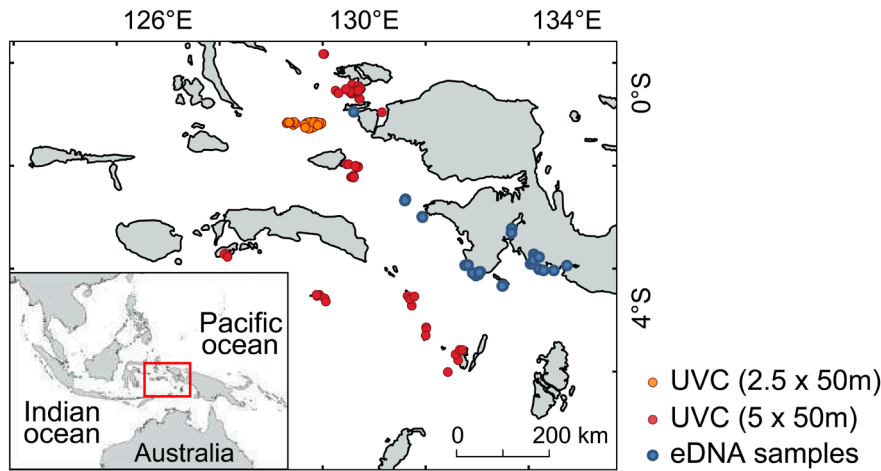 126°E 130°E 134°E
0°S
4°S
Pacific
ocean
Indian
ocean
Australia
0 200 km
UVC (2.5 x 50m)
UVC (5 x 50m)
eDNA samples